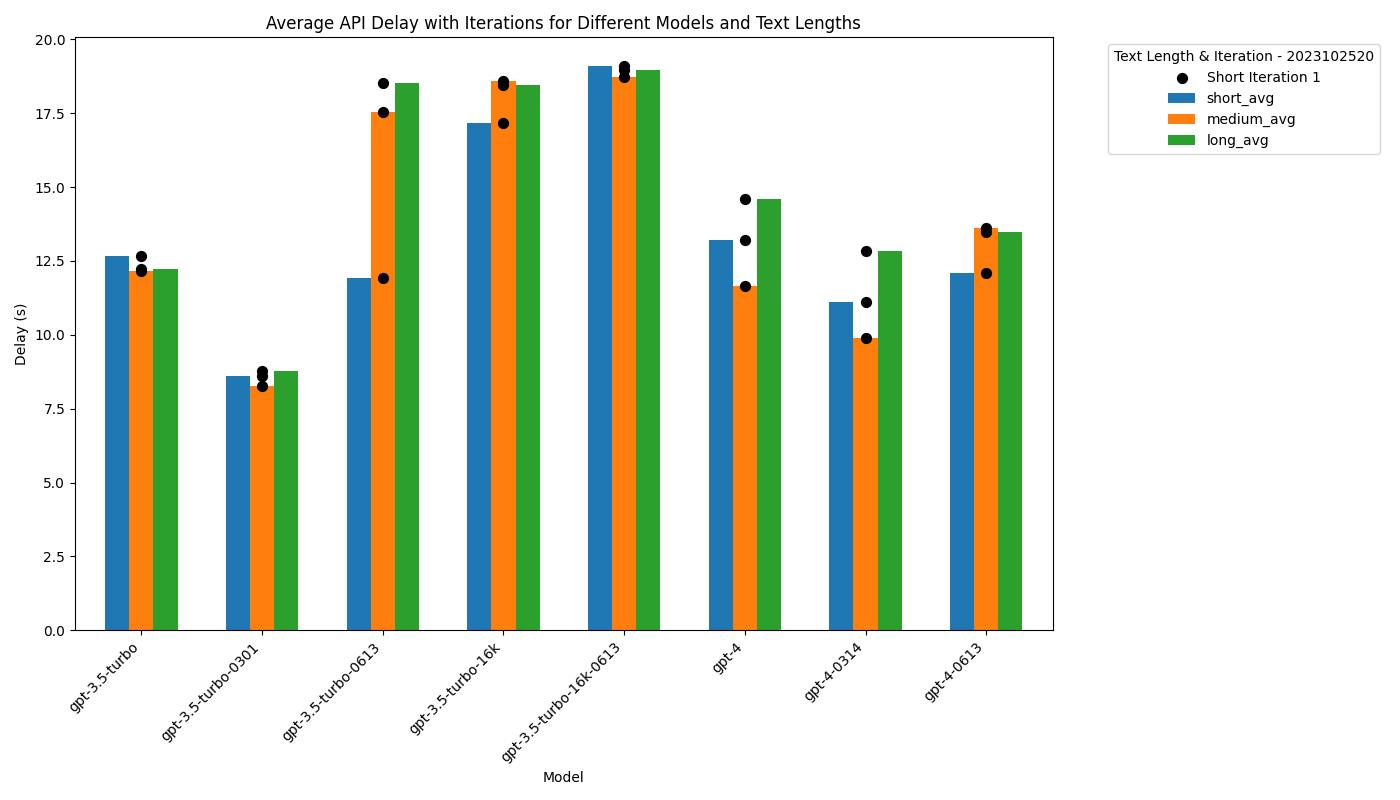 Average API Delay with Iterations for Different Models and Text Lengths
Text Length & Iteration - 2023102520
Short Iteration 1
short_avg
medium_avg
long_avg
Delay (s)
20.0
17.5
15.0
12.5
10.0
7.5
5.0
2.5
0.0
gpt-3.5-turbo
gpt-3.5-turbo-0301
gpt-3.5-turbo-0613
gpt-3.5-turbo-16k
gpt-3.5-turbo-16k-0613
gpt-4
gpt-4-0314
gpt-4-0613
Model